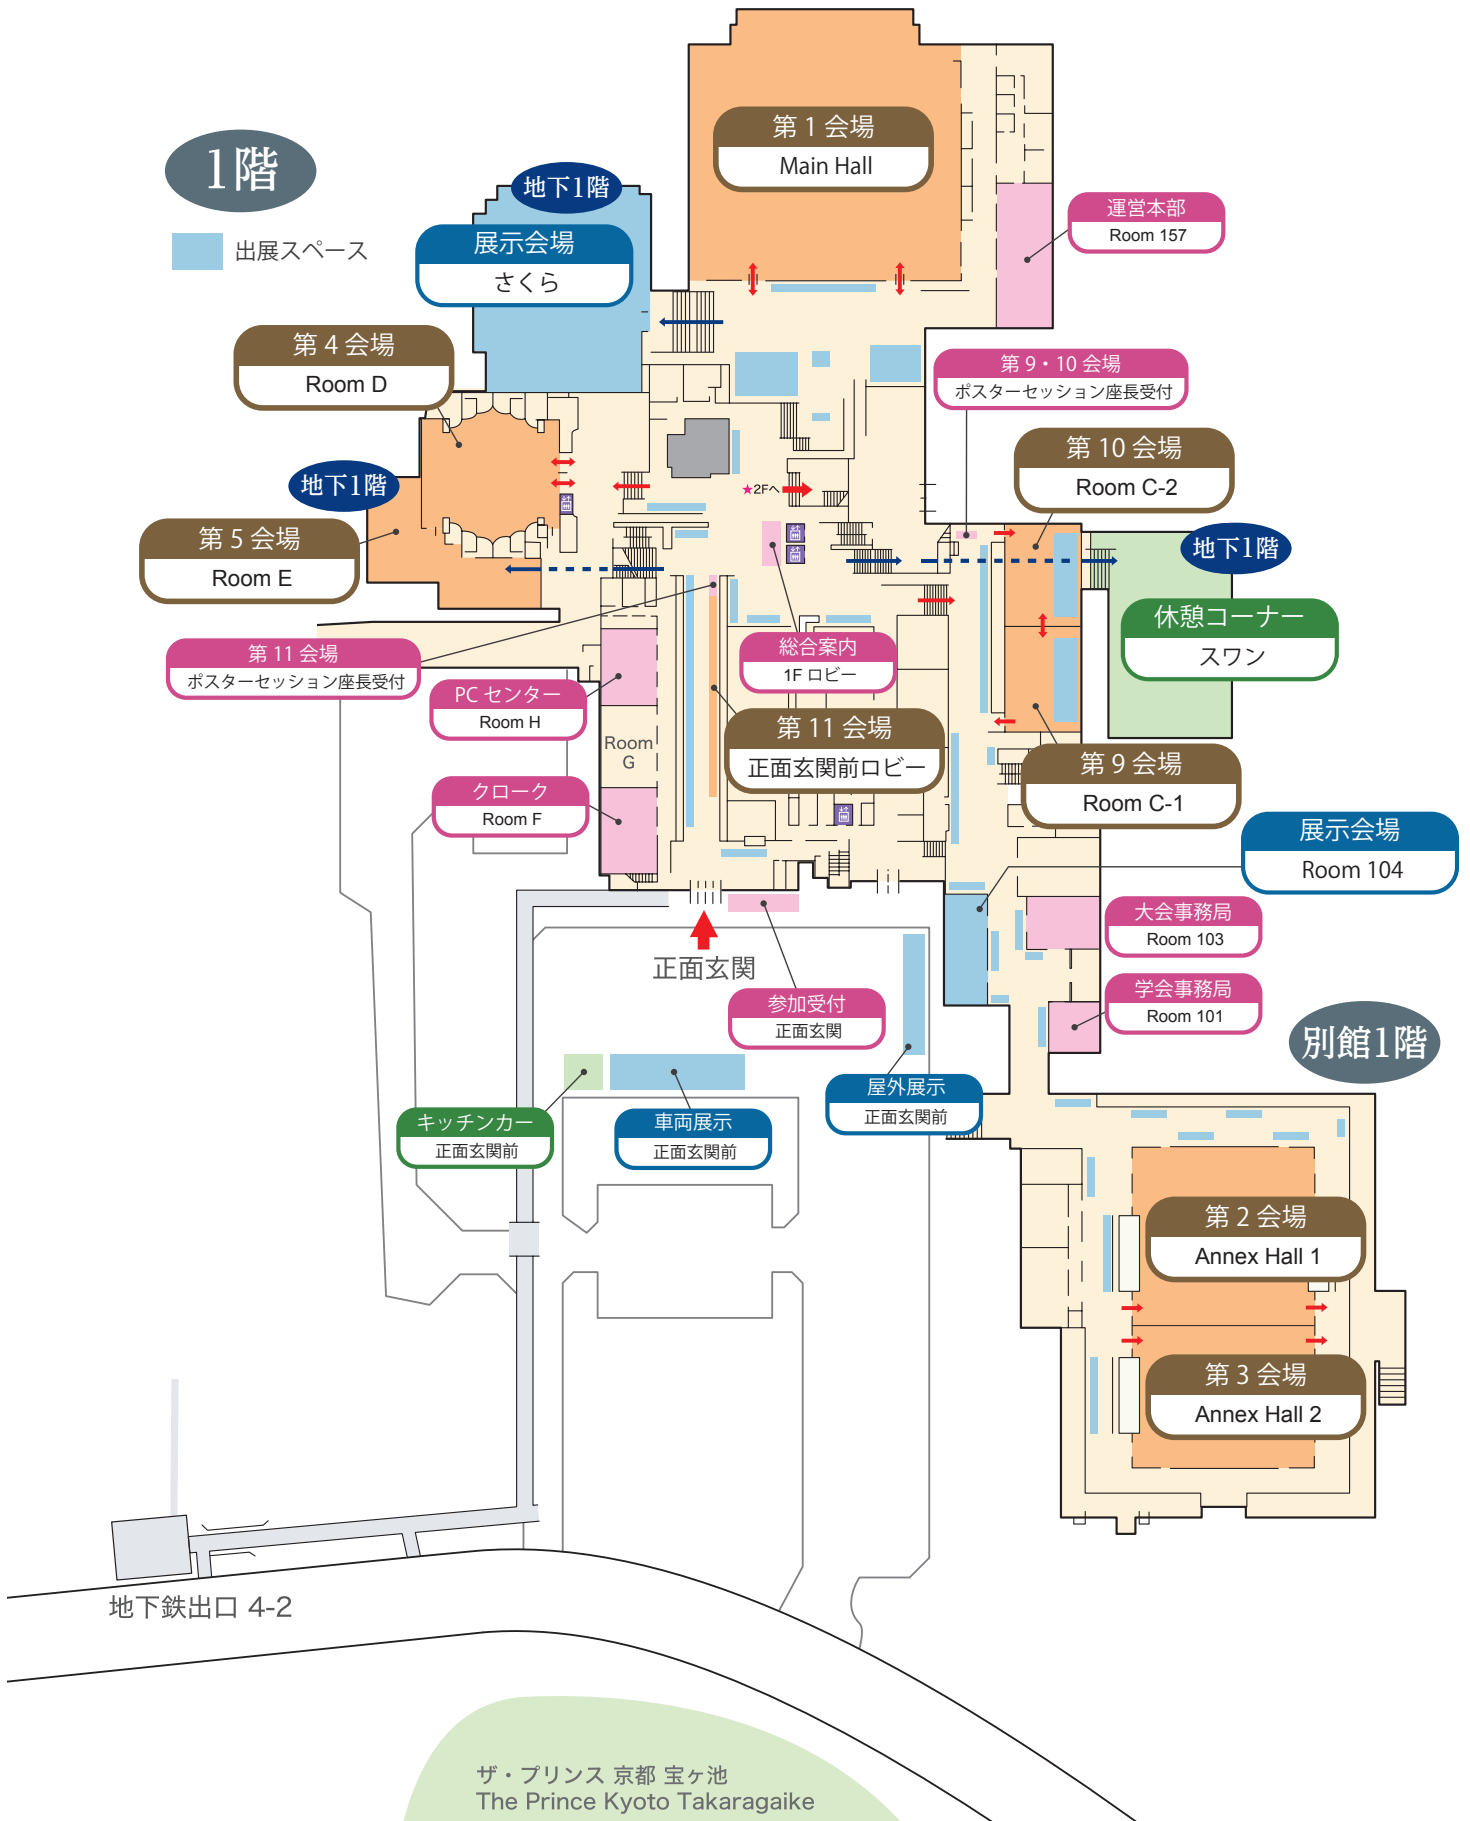 第 1 会場
Main Hall
1階
地下1階
出展スペース
展示会場
さくら
運営本部
Room 157
第 4 会場
Room D
第 9・10 会場
ポスターセッション座長受付
第 10 会場
Room C-2
地下1階
★2Fへ
第 5 会場
Room E
地下1階
休憩コーナー
スワン
第 11 会場
ポスターセッション座長受付
総合案内
1F ロビー
PC センター
Room H
第 11 会場
正面玄関前ロビー
Room
G
第 9 会場
Room C-1
クローク
Room F
展示会場
Room 104
大会事務局
Room 103
正面玄関
学会事務局
Room 101
参加受付
正面玄関
別館1階
屋外展示
正面玄関前
キッチンカー
正面玄関前
車両展示
正面玄関前
第 2 会場
Annex Hall 1
第 3 会場
Annex Hall 2
地下鉄出口 4-2
ザ・プリンス 京都 宝ヶ池
The Prince Kyoto Takaragaike